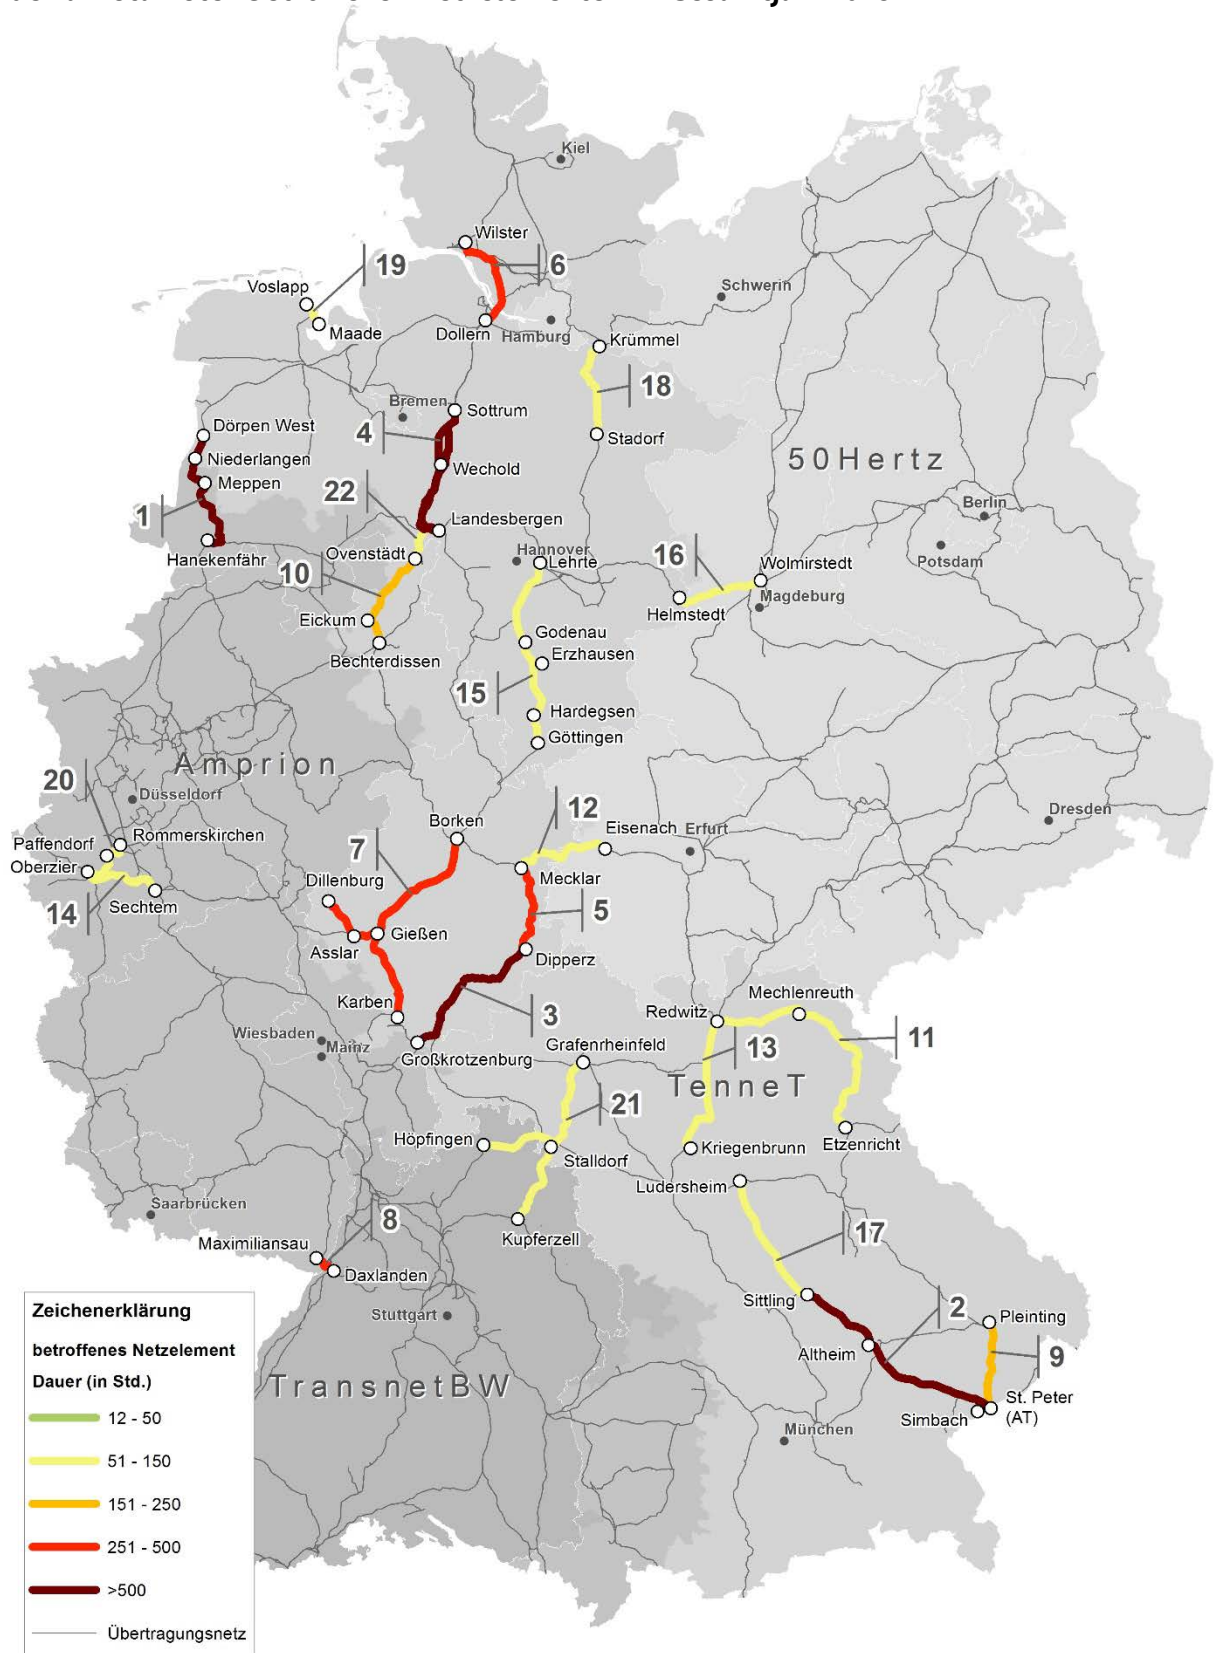 Kiel
Wilster
6
19
Voslapp
Maade
Dollern
Hamburg
Schwerin
Krümmel
18
Bremen
Sottrum
4
Dörpen West
Niederlangen
Meppen
Wechold
Stadorf
50Hertz
22
1
Landesbergen
Berlin
Hanekenfähr
Ovenstädt
Hannover
Lehrte
16
Wolmirstedt
Potsdam
10
Helmstedt
Magdeburg
Eickum
Godenau
Bechterdissen
Erzhausen
15
Hardegsen
Göttingen
Amprion
20
Düsseldorf
12
Dresden
Borken
Eisenach
Erfurt
Paffendorf
Rommerskirchen
Oberzier
7
Mecklar
14
Sechtem
Dillenburg
5
Gießen
Asslar
Dipperz
Karben
3
Mechlenreuth
Redwitz
Wiesbaden
Mainz
Großkrotzenburg
Grafenrheinfeld
13
11
TenneT
21
Höpfingen
Stalldorf
Kriegenbrunn
Etzenricht
Ludersheim
Saarbrücken
8
Kupferzell
17
Maximiliansau
Daxlanden
Sittling
2
Pleinting
Stuttgart
Altheim
9
TransnetBW
St. Peter
(AT)
Simbach
München
Zeichenerklärung
betroffenes Netzelement
Dauer (in Std.)
12 - 50
51 - 150
151 - 250
251 - 500
>500
Übertragungsnetz